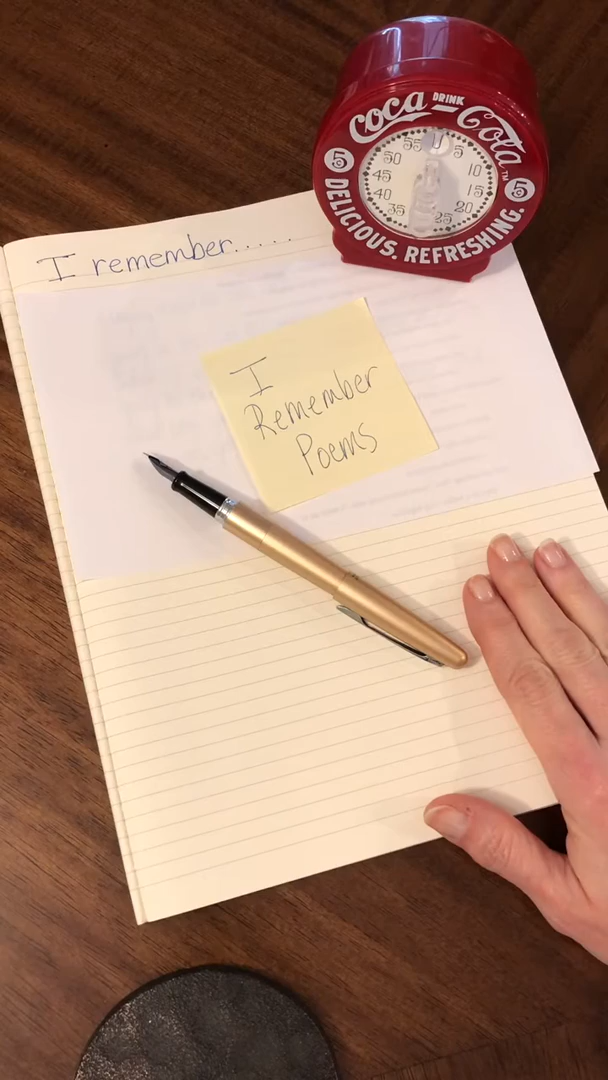 COCA DRINK Cola™
55 5
50 10
45 15
40 20
35 25
5 5
DELICIOUS. REFRESHING.
I remember.....
I
Remember
Poems